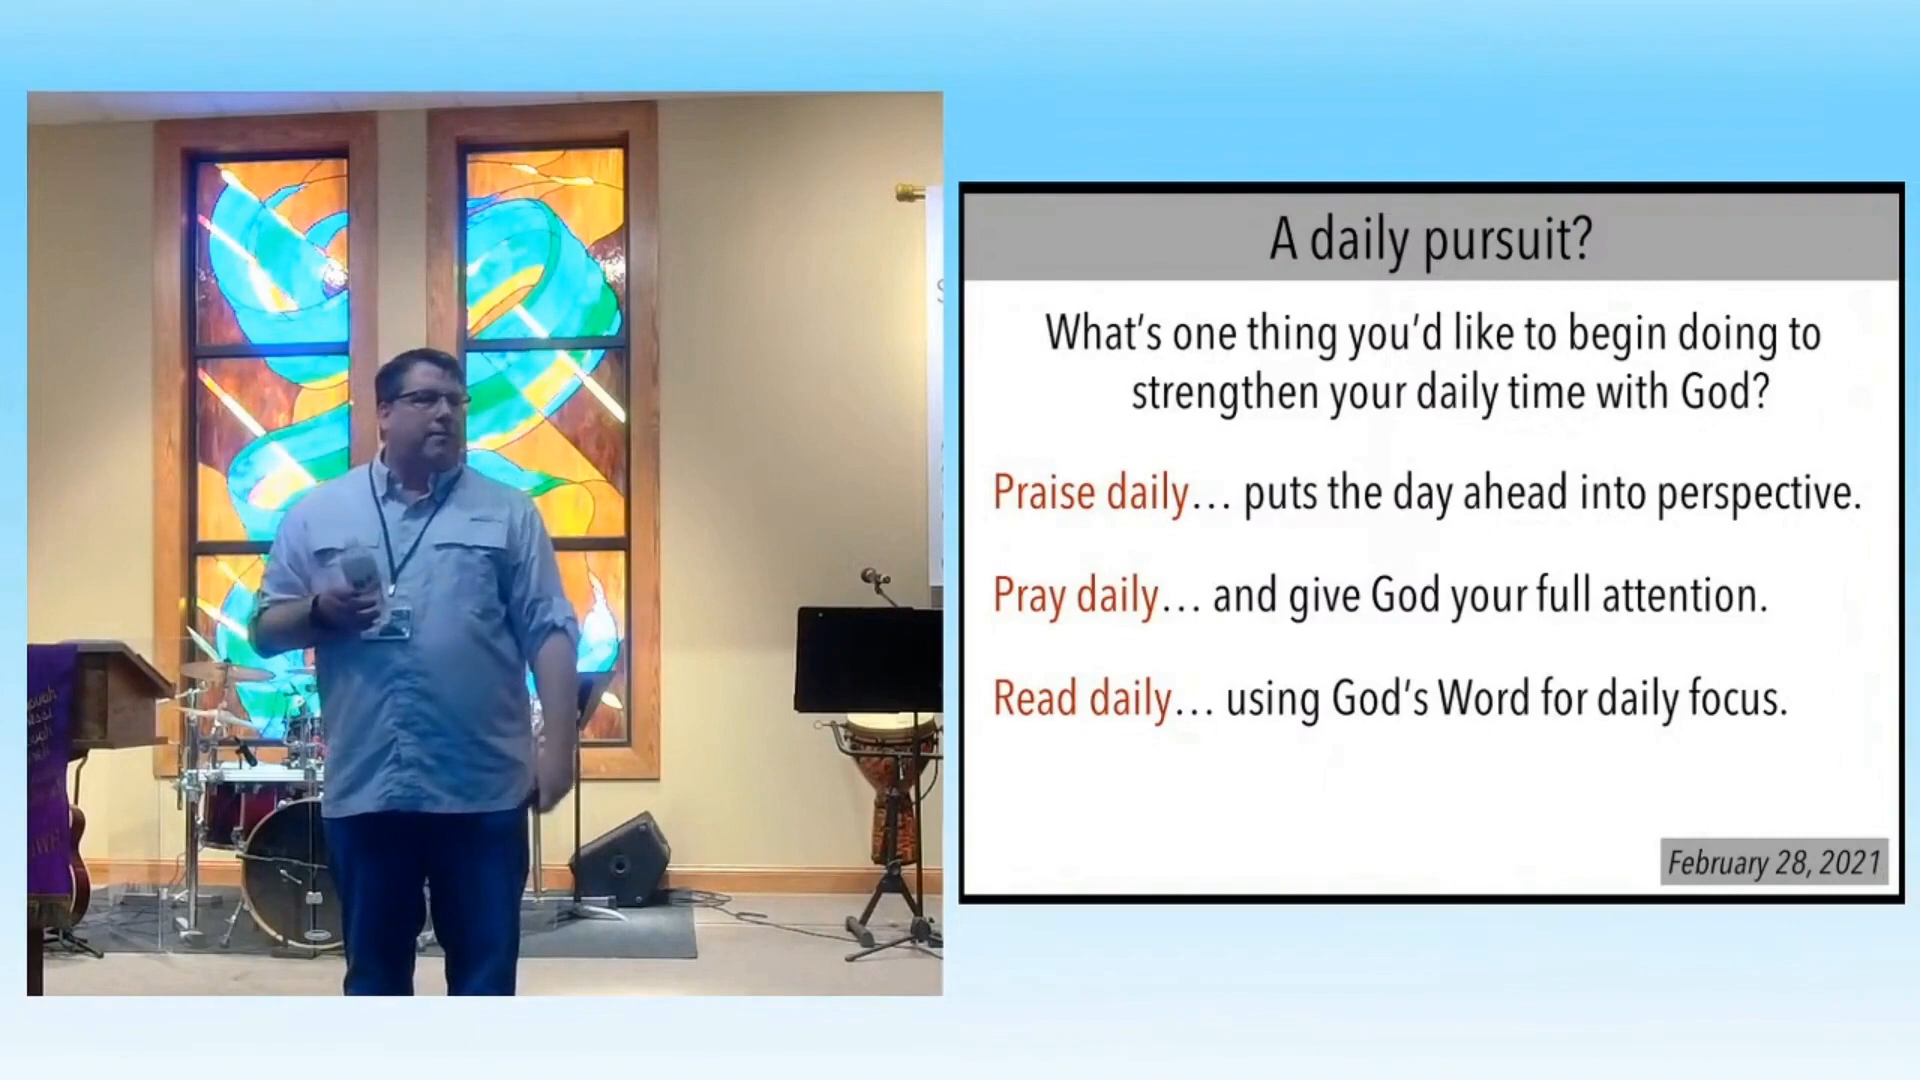 A daily pursuit?
What's one thing you'd like to begin doing to
strengthen your daily time with God?
Praise daily... puts the day ahead into perspective.
Pray daily... and give God your full attention.
Read daily... using God's Word for daily focus.
February 28, 2021